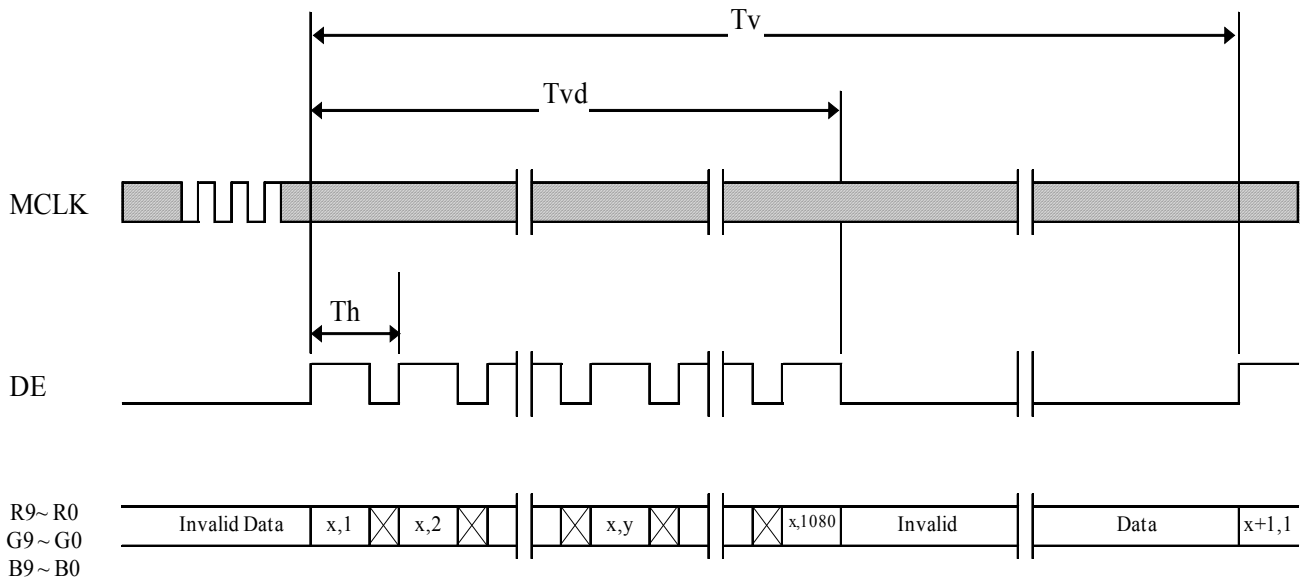 Tv
Tvd
MCLK
Th
DE
R9~ R0
G9~ G0
B9~ B0
Invalid Data
x,1
x,2
x,y
x,1080
Invalid
Data
x+1,1